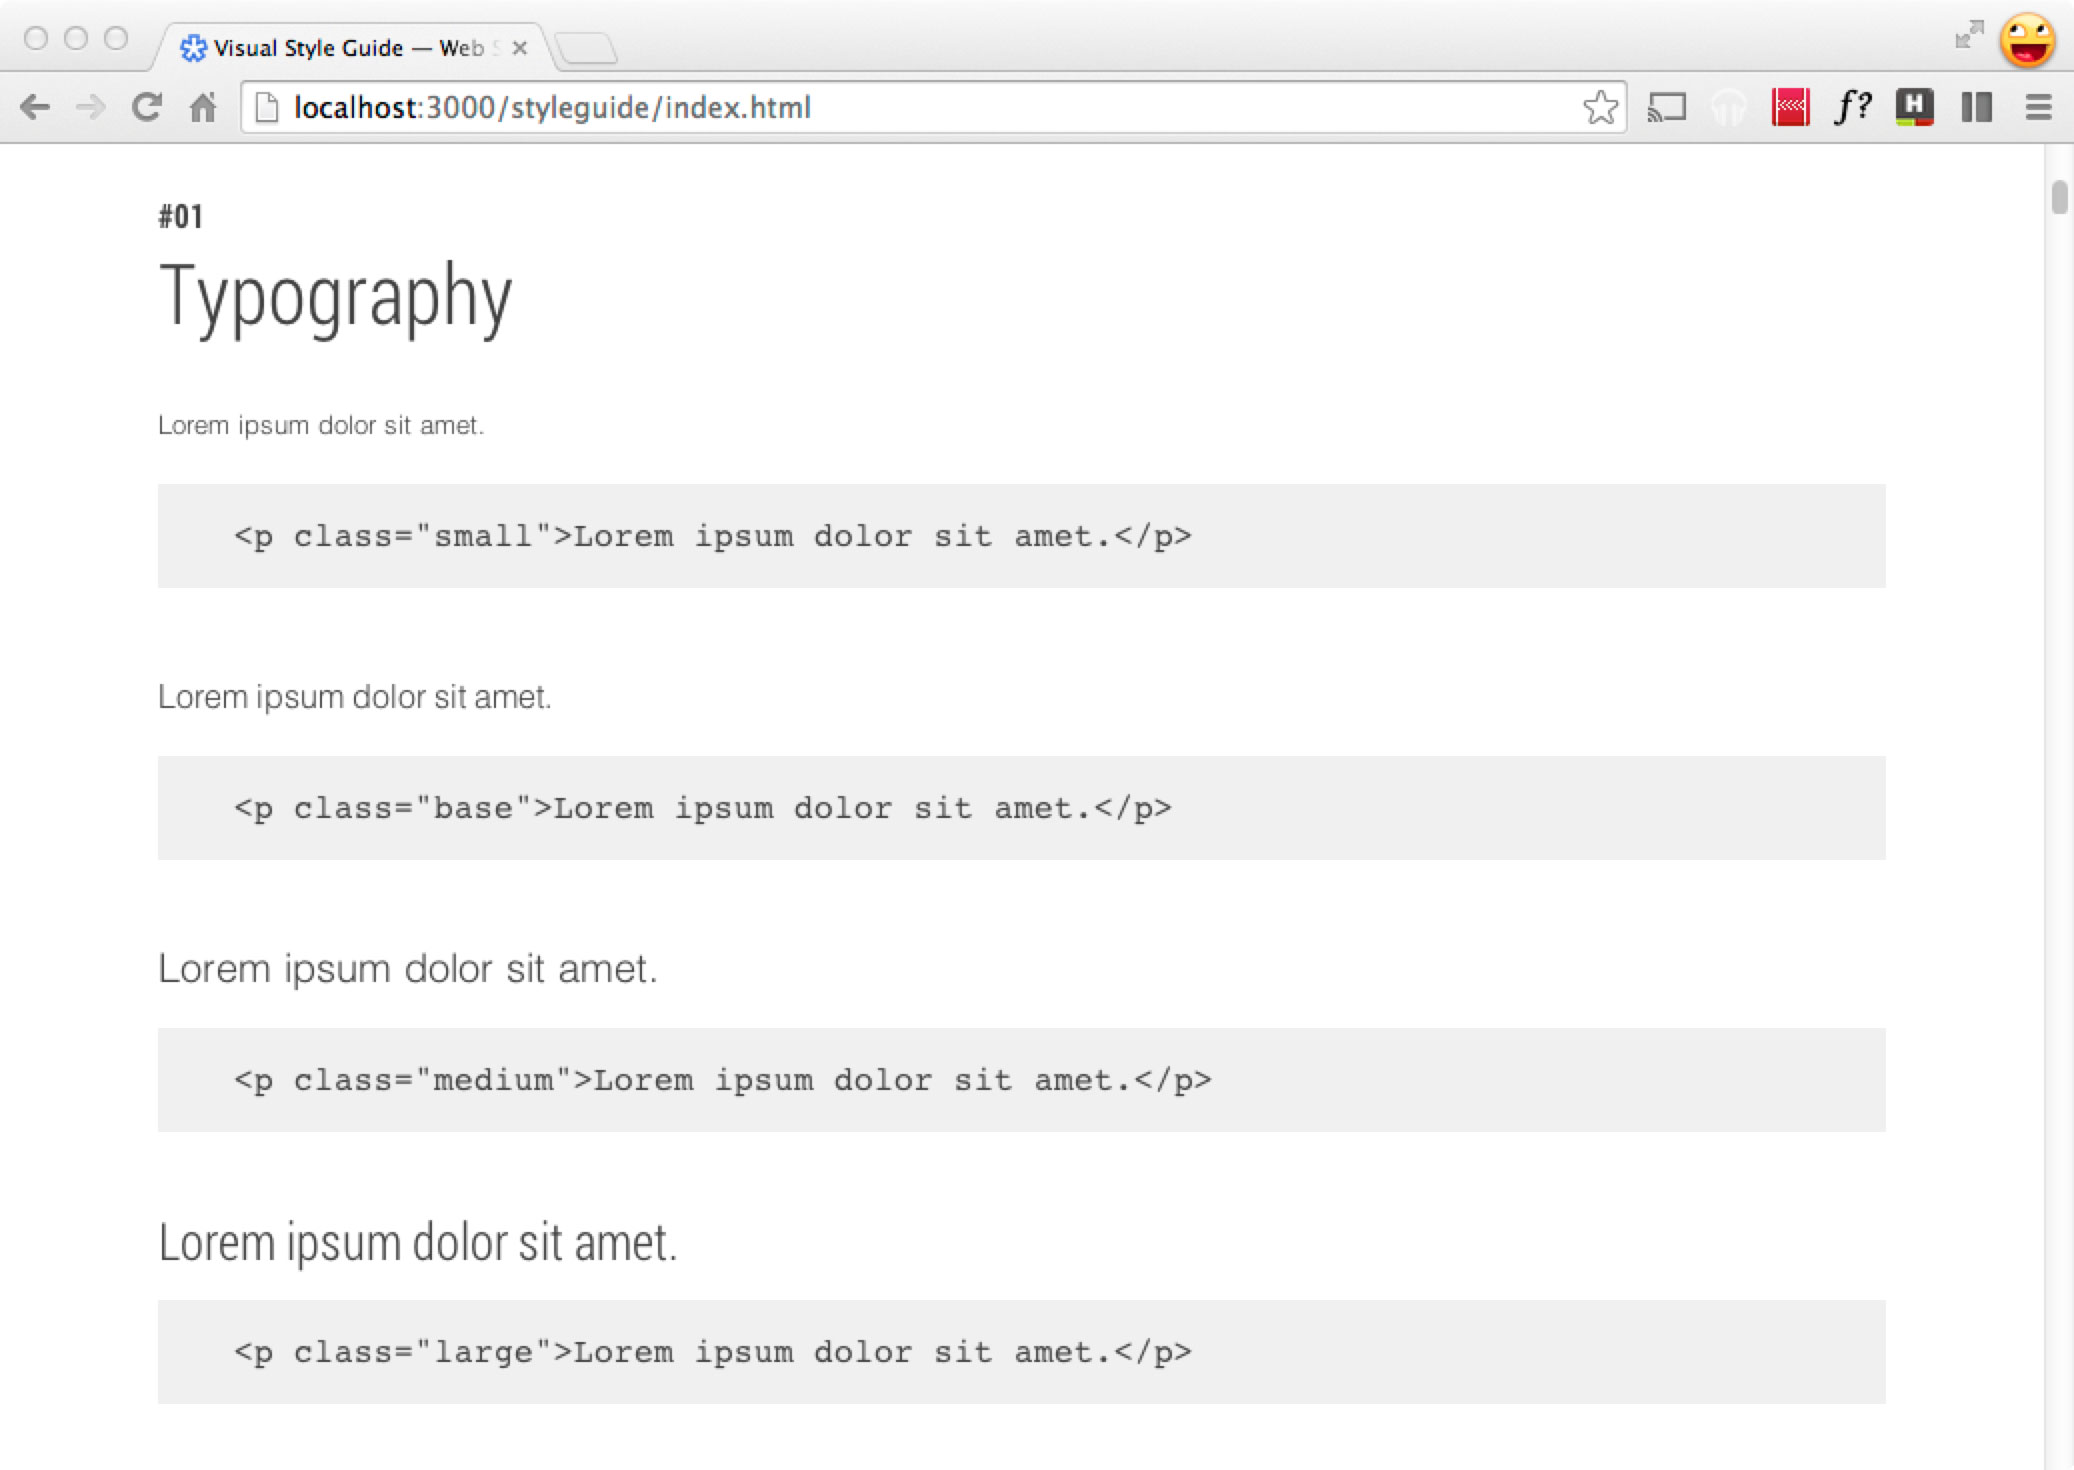 Visual Style Guide — Web
localhost:3000/styleguide/index.html
f?
H
#01
Typography
Lorem ipsum dolor sit amet.
<p class="small">Lorem ipsum dolor sit amet.</p>
Lorem ipsum dolor sit amet.
<p class="base">Lorem ipsum dolor sit amet.</p>
Lorem ipsum dolor sit amet.
<p class="medium">Lorem ipsum dolor sit amet.</p>
Lorem ipsum dolor sit amet.
<p class="large">Lorem ipsum dolor sit amet.</p>